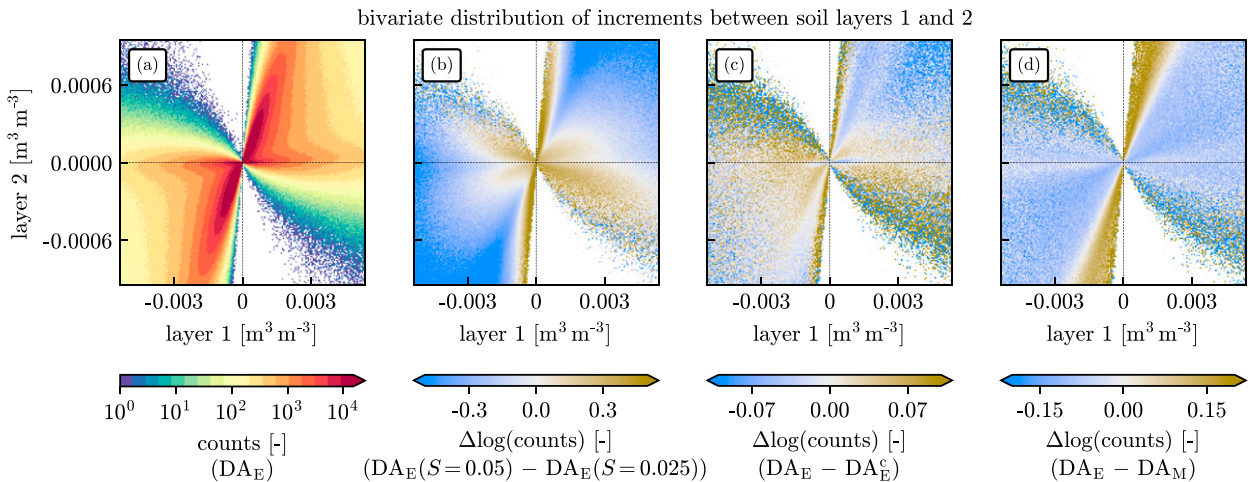 bivariate distribution of increments between soil layers 1 and 2
(a) (b) (c) (d)
layer 2 [m³ m⁻³]
0.0006
0.0000
-0.0006
-0.003 0 0.003 -0.003 0 0.003 -0.003 0 0.003 -0.003 0 0.003
layer 1 [m³ m⁻³] layer 1 [m³ m⁻³] layer 1 [m³ m⁻³] layer 1 [m³ m⁻³]
10⁰ 10¹ 10² 10³ 10⁴ -0.3 0.0 0.3 -0.07 0.00 0.07 -0.15 0.00 0.15
counts [-] Δlog(counts) [-] Δlog(counts) [-] Δlog(counts) [-]
(DA_E) (DA_E(S=0.05) − DA_E(S=0.025)) (DA_E − DA_E^c) (DA_E − DA_M)